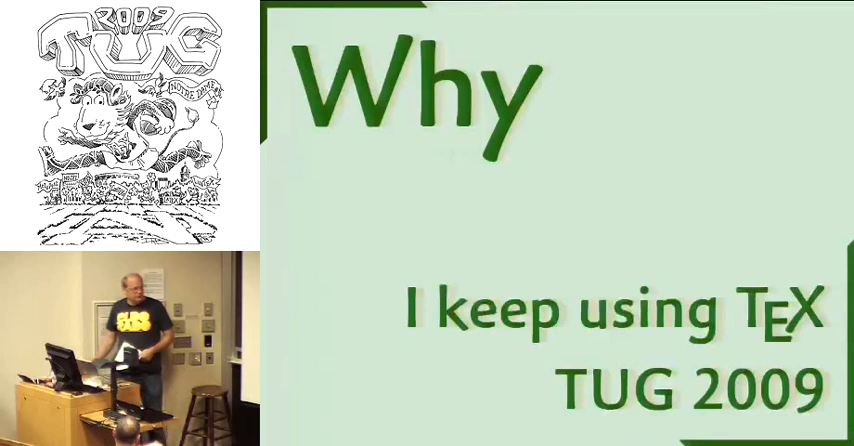 2009
TUG
NOTRE DAME
Why
I keep using TEX
TUG 2009